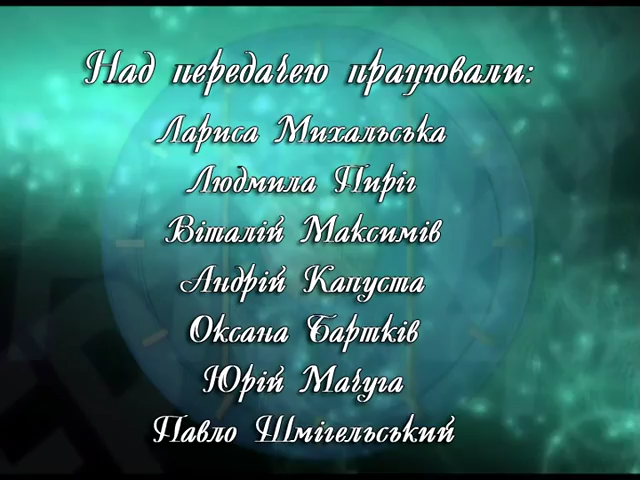 Над передачею працювали:
Лариса Михальська
Людмила Пиріг
Віталій Максимів
Андрій Капуста
Оксана Бартків
Юрій Мачуга
Павло Шмігельський